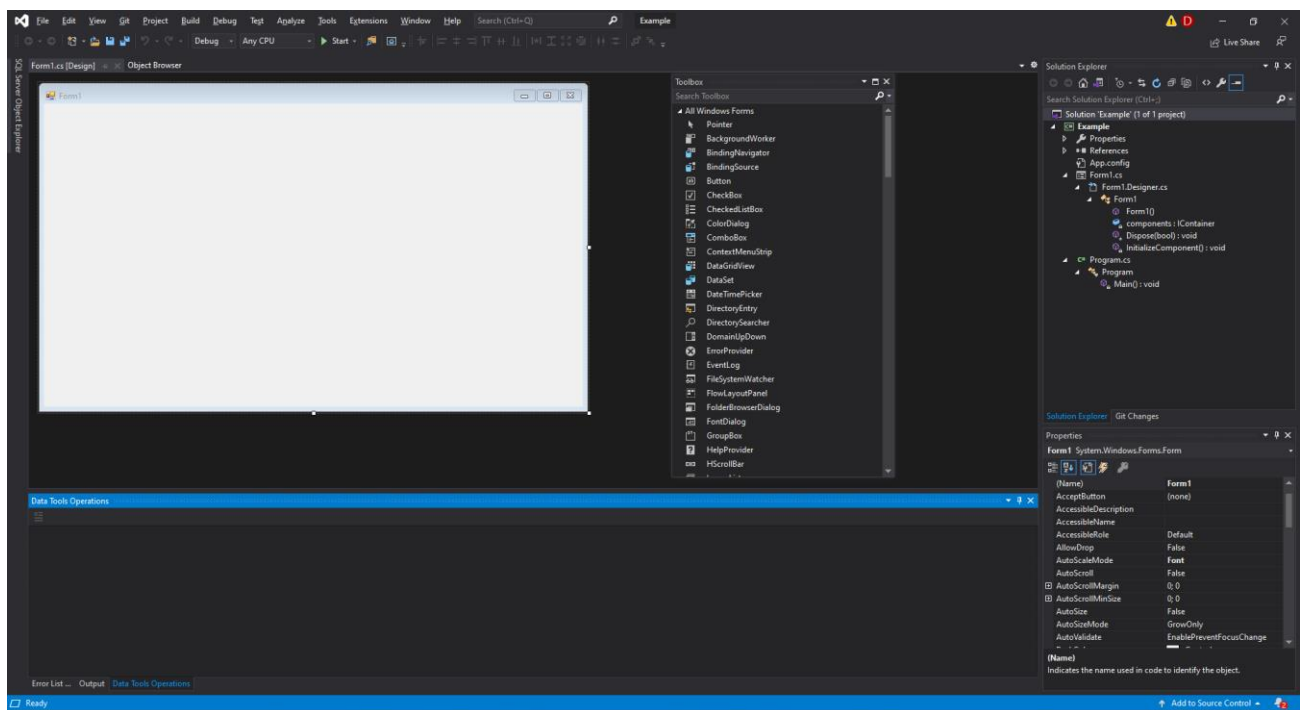 File Edit View Git Project Build Debug Test Analyze Tools Extensions Window Help Search (Ctrl+Q) Example D
Debug Any CPU Start Live Share
SQL Server Object Explorer
Form1.cs [Design] Object Browser
Form1
Toolbox
Search Toolbox
All Windows Forms
Pointer
BackgroundWorker
BindingNavigator
BindingSource
Button
CheckBox
CheckedListBox
ColorDialog
ComboBox
ContextMenuStrip
DataGridView
DataSet
DateTimePicker
DirectoryEntry
DirectorySearcher
DomainUpDown
ErrorProvider
EventLog
FileSystemWatcher
FlowLayoutPanel
FolderBrowserDialog
FontDialog
GroupBox
HelpProvider
HScrollBar
Solution Explorer
Search Solution Explorer (Ctrl+;)
Solution 'Example' (1 of 1 project)
Example
Properties
References
App.config
Form1.cs
Form1.Designer.cs
Form1
Form1()
components : IContainer
Dispose(bool) : void
InitializeComponent() : void
Program.cs
Program
Main() : void
Solution Explorer Git Changes
Properties
Form1 System.Windows.Forms.Form
(Name) Form1
AcceptButton (none)
AccessibleDescription
AccessibleName
AccessibleRole Default
AllowDrop False
AutoScaleMode Font
AutoScroll False
AutoScrollMargin 0; 0
AutoScrollMinSize 0; 0
AutoSize False
AutoSizeMode GrowOnly
AutoValidate EnablePreventFocusChange
(Name)
Indicates the name used in code to identify the object.
Data Tools Operations
Error List ... Output Data Tools Operations
Ready Add to Source Control 2